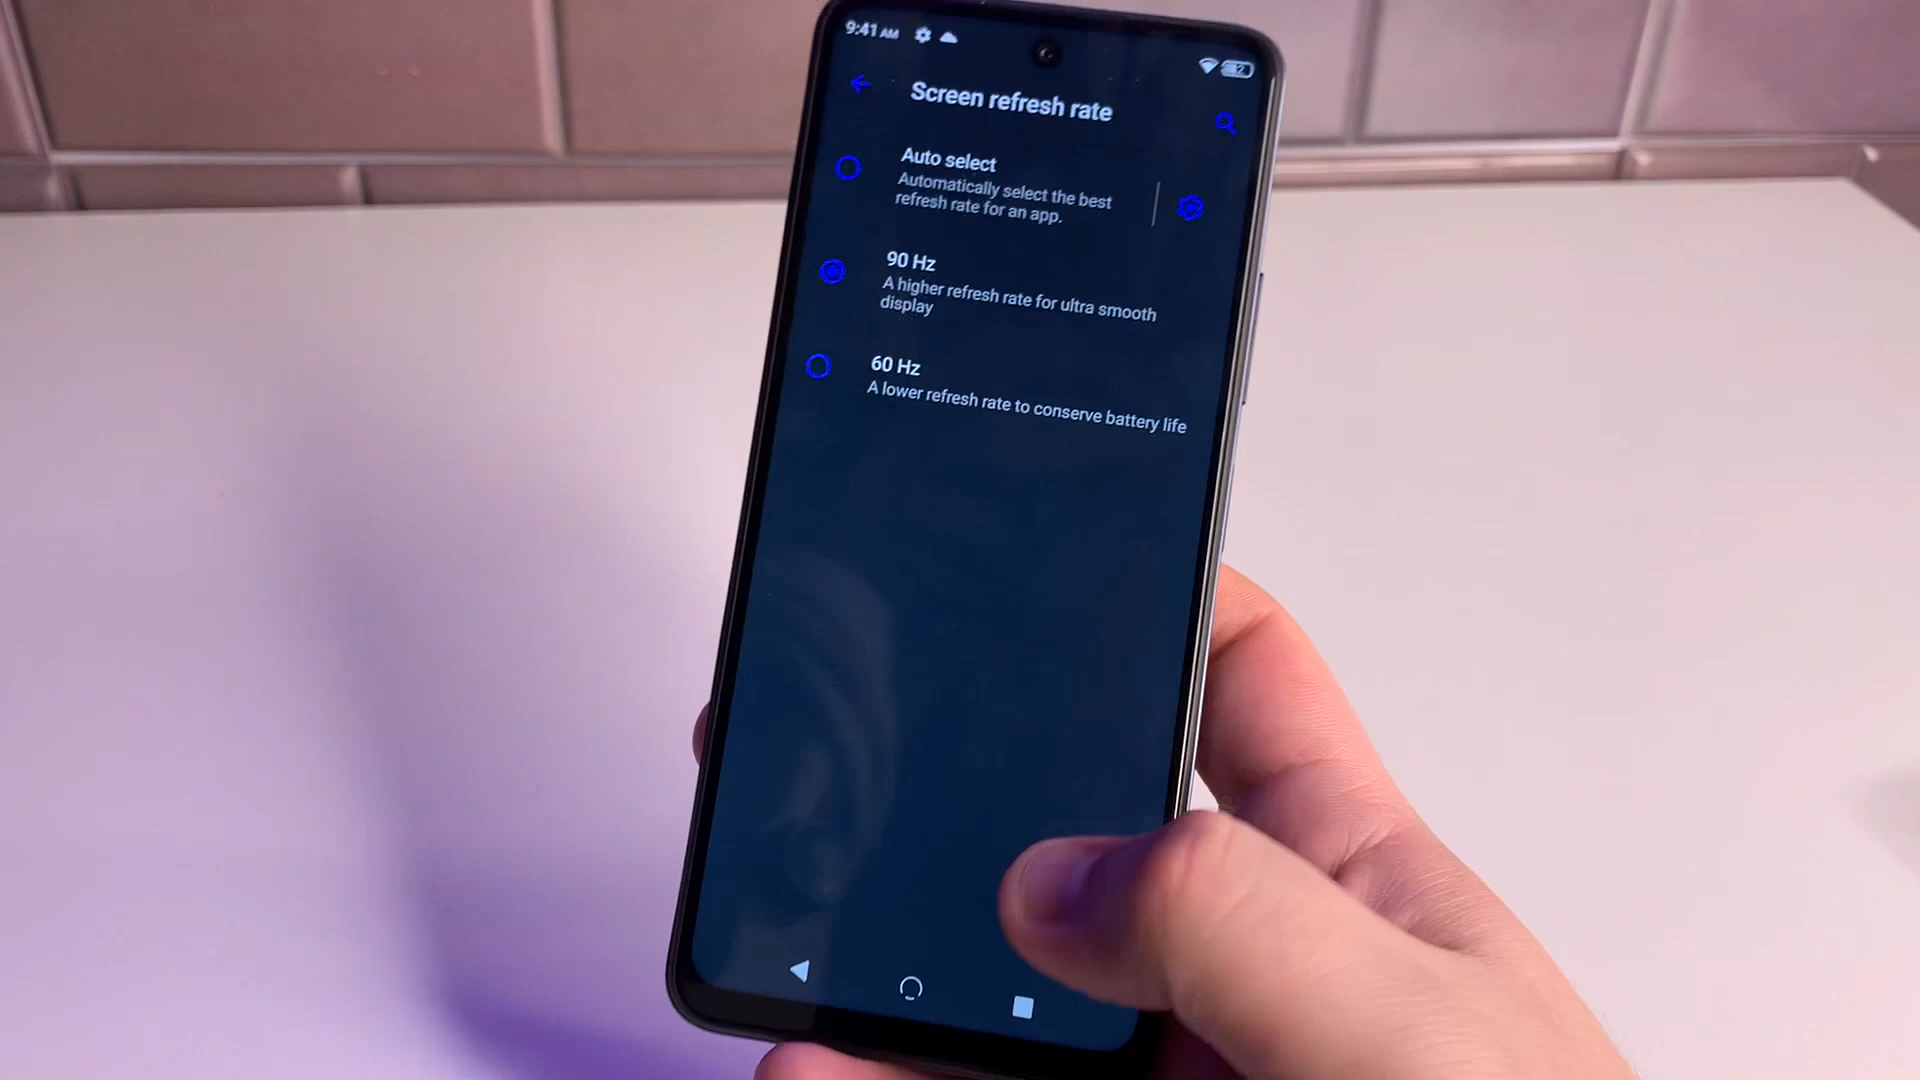 9:41 AM
Screen refresh rate
Auto select
Automatically select the best
refresh rate for an app.
90 Hz
A higher refresh rate for ultra smooth
display
60 Hz
A lower refresh rate to conserve battery life